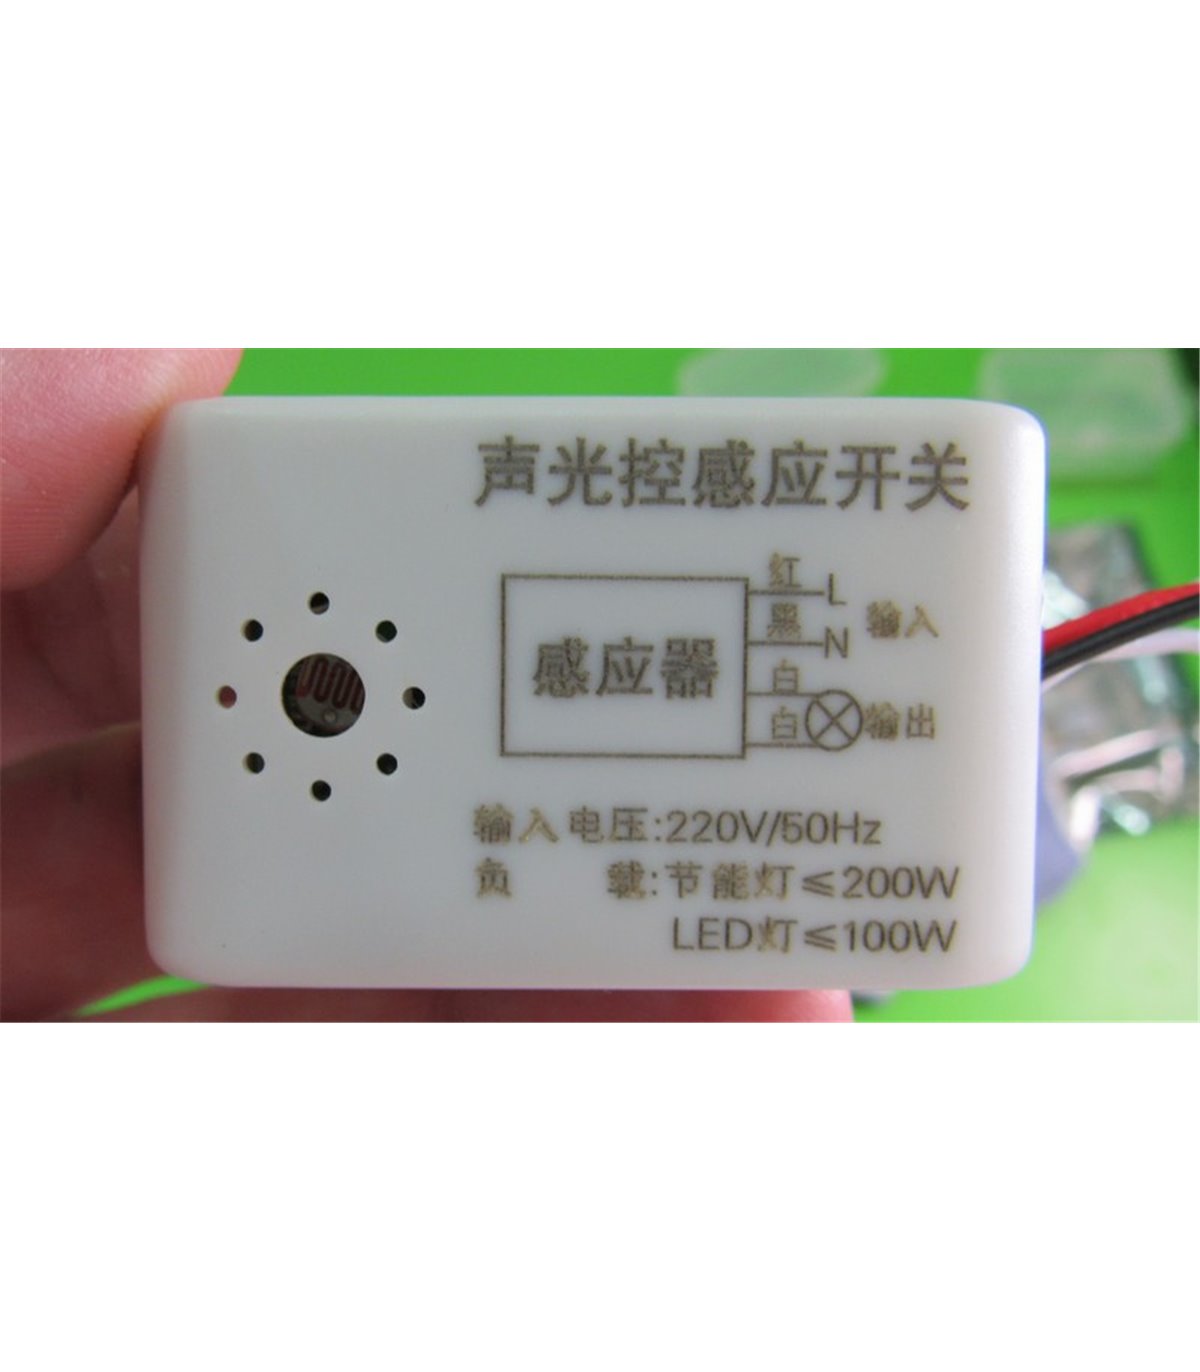 声光控感应开关
红 L
黑 N 输入
感应器
白
白 输出
输入电压:220V/50Hz
负 载:节能灯≤200W
LED灯≤100W